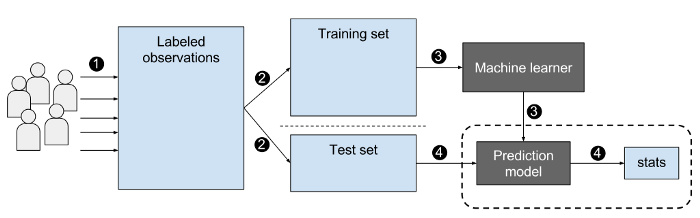 1
Labeled
observations
2
2
Training set
Test set
3
Machine learner
3
4
Prediction
model
4
stats